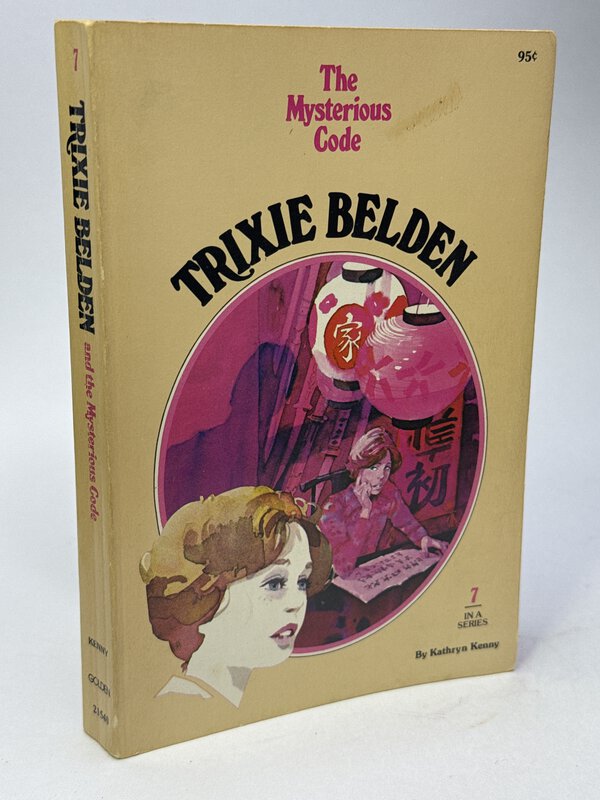 7
TRIXIE BELDEN
and the Mysterious Code
KENNY
GOLDEN
95¢
The
Mysterious
Code
TRIXIE BELDEN
家
初
7
IN A
SERIES
By Kathryn Kenny